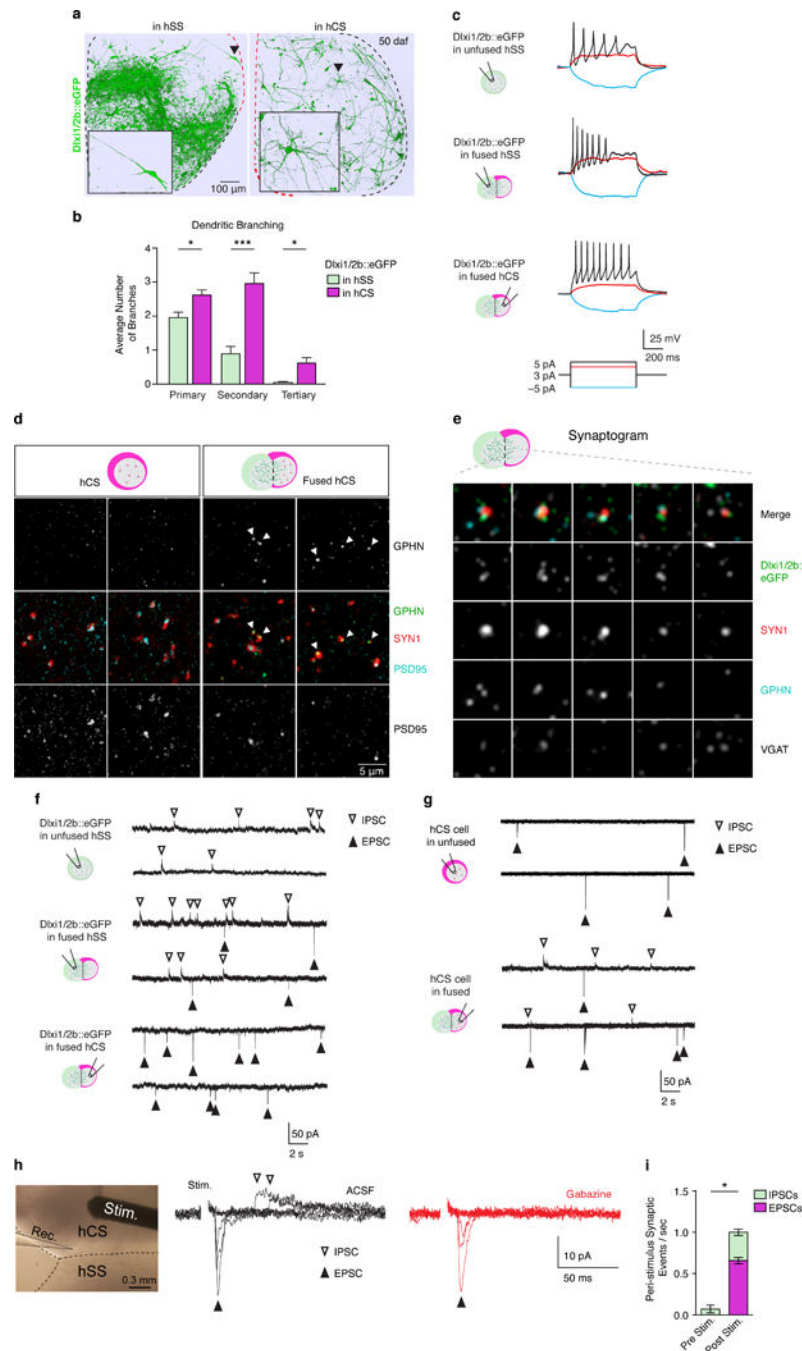 a
in hSS
in hCS
50 daf
Dlxi1/2b::eGFP
100 µm
b
Dendritic Branching
Average Number
of Branches
4
3
2
1
0
*
***
*
Dlxi1/2b::eGFP
in hSS
in hCS
Primary
Secondary
Tertiary
c
Dlxi1/2b::eGFP
in unfused hSS
Dlxi1/2b::eGFP
in fused hSS
Dlxi1/2b::eGFP
in fused hCS
25 mV
200 ms
5 pA
3 pA
–5 pA
d
hCS
Fused hCS
GPHN
GPHN
SYN1
PSD95
PSD95
5 µm
e
Synaptogram
Merge
Dlxi1/2b:
eGFP
SYN1
GPHN
VGAT
f
Dlxi1/2b::eGFP
in unfused hSS
IPSC
EPSC
Dlxi1/2b::eGFP
in fused hSS
Dlxi1/2b::eGFP
in fused hCS
50 pA
2 s
g
hCS cell
in unfused
IPSC
EPSC
hCS cell
in fused
50 pA
2 s
h
Stim.
Rec.
hCS
hSS
0.3 mm
Stim.
ACSF
IPSC
EPSC
Gabazine
10 pA
50 ms
i
Peri-stimulus Synaptic
Events / sec
1.5
1.0
0.5
0.0
*
IPSCs
EPSCs
Pre Stim.
Post Stim.